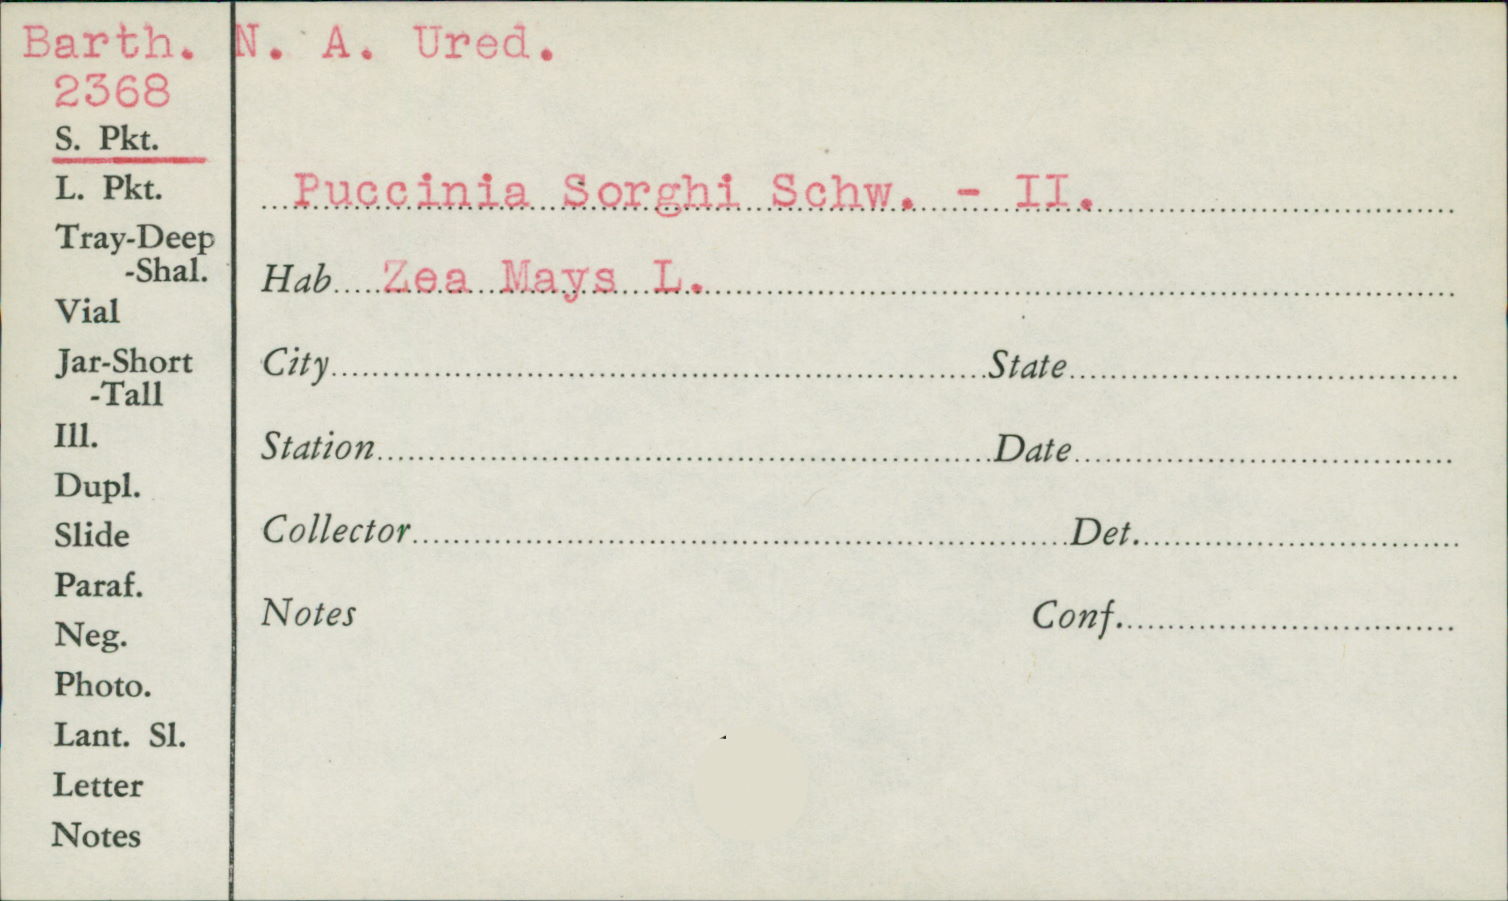 Barth. N. A. Ured.
2368
S. Pkt.
L. Pkt.
Tray-Deep
-Shal.
Vial
Jar-Short
-Tall
Ill.
Dupl.
Slide
Paraf.
Neg.
Photo.
Lant. Sl.
Letter
Notes
Puccinia Sorghi Schw. - II.
Hab Zea Mays L.
City State
Station Date
Collector Det.
Notes Conf.